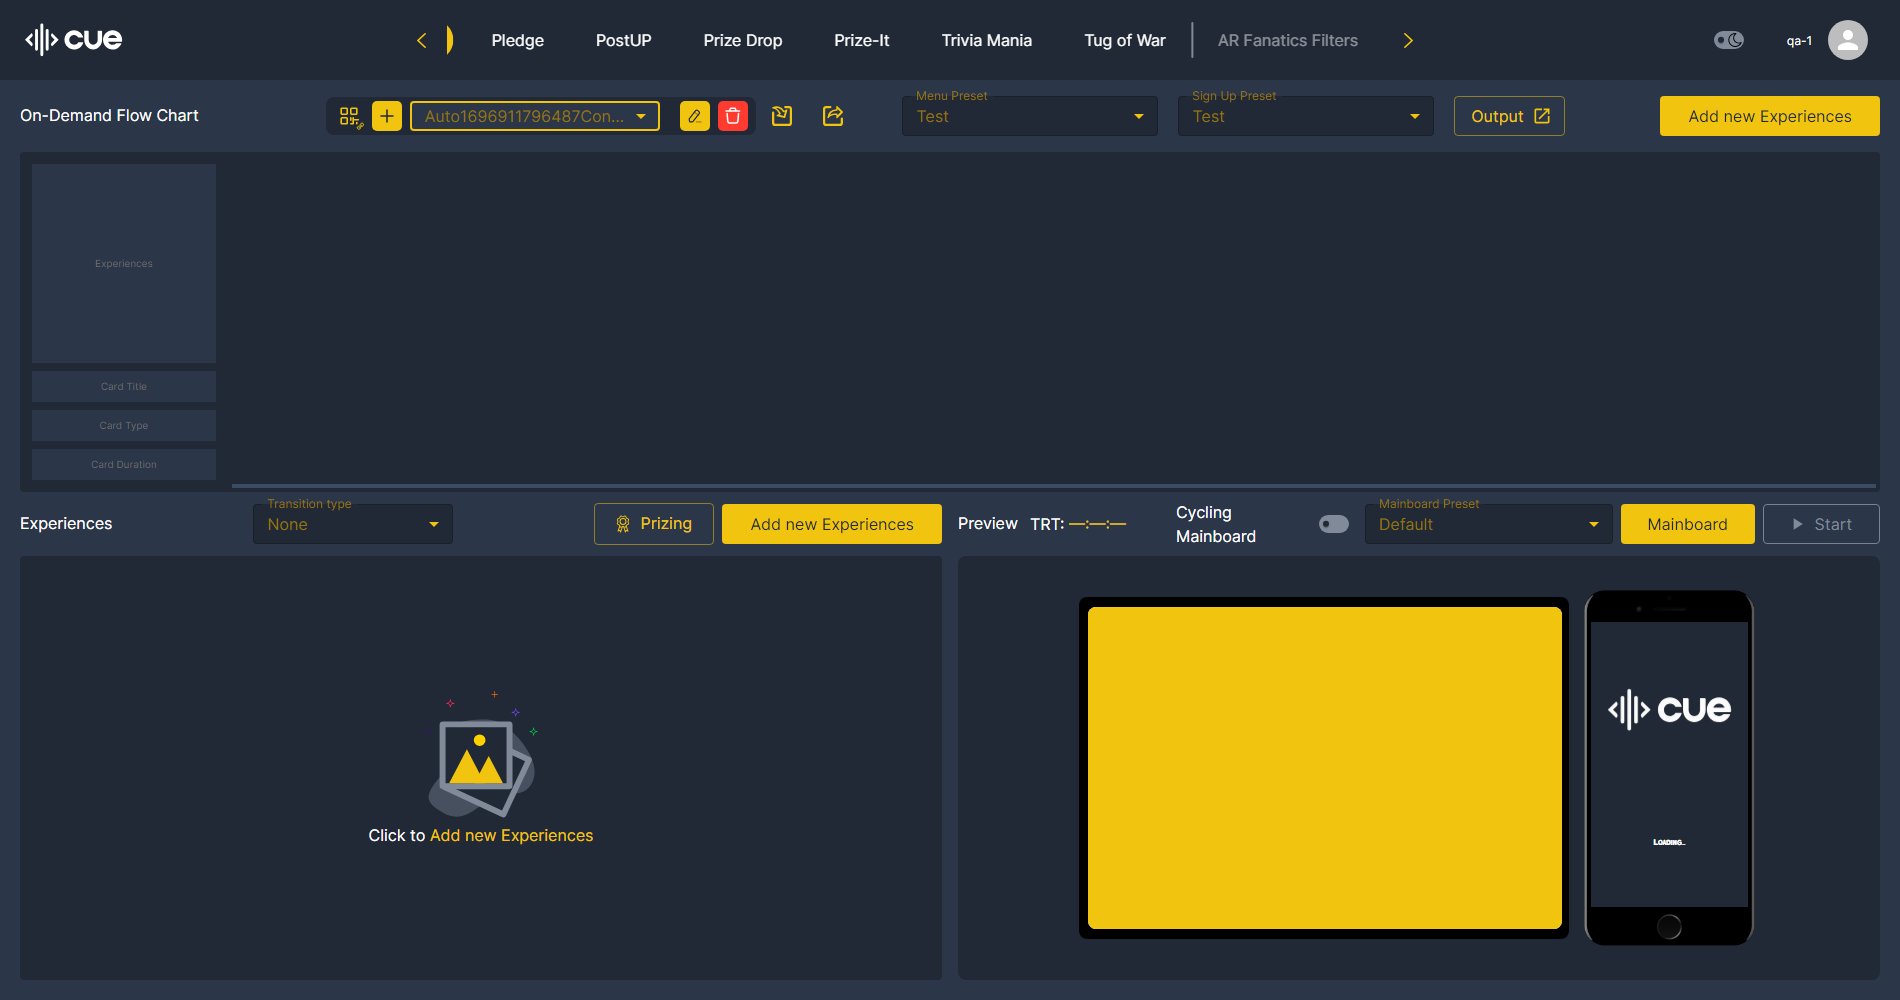 cue
Pledge
PostUP
Prize Drop
Prize-It
Trivia Mania
Tug of War
AR Fanatics Filters
qa-1
On-Demand Flow Chart
Auto1696911796487Con...
Menu Preset
Test
Sign Up Preset
Test
Output
Add new Experiences
Experiences
Card Title
Card Type
Card Duration
Experiences
Transition type
None
Prizing
Add new Experiences
Preview
TRT: —:—:—
Cycling
Mainboard
Mainboard Preset
Default
Mainboard
Start
Click to Add new Experiences
cue
Loading..